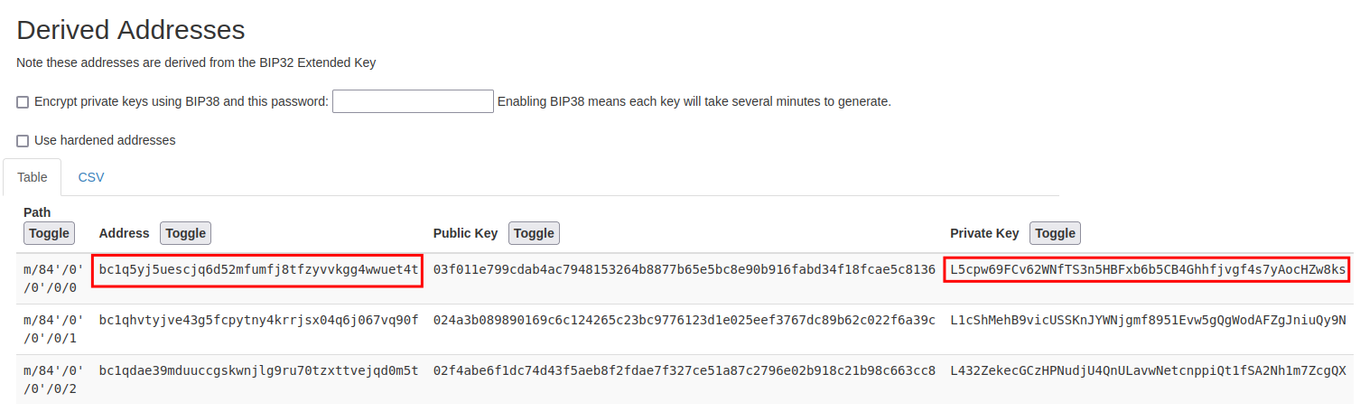 Derived Addresses
Note these addresses are derived from the BIP32 Extended Key
Encrypt private keys using BIP38 and this password: Enabling BIP38 means each key will take several minutes to generate.
Use hardened addresses
Table CSV
Path
Toggle Address Toggle Public Key Toggle Private Key Toggle
m/84'/0' bc1q5yj5uescjq6d52mfumfj8tfzyvvkgg4wwuet4t 03f011e799cdab4ac7948153264b8877b65e5bc8e90b916fabd34f18fcae5c8136 L5cpw69FCv62WNfTS3n5HBFxb6b5CB4Ghhfjvgf4s7yAocHZw8ks
/0'/0/0
m/84'/0' bc1qhvtyjve43g5fcpytny4krrjsx04q6j067vq90f 024a3b089890169c6c124265c23bc9776123d1e025eef3767dc89b62c022f6a39c L1cShMehB9vicUSSKnJYWNjgmf8951Evw5gQgWodAFZgJniuQy9N
/0'/0/1
m/84'/0' bc1qdae39mduuccgskwnjlg9ru70tzxttvejqd0m5t 02f4abe6f1dc74d43f5aeb8f2fdae7f327ce51a87c2796e02b918c21b98c663cc8 L432ZekecGCzHPNudjU4QnULavwNetcnppiQt1fSA2Nh1m7ZcgQX
/0'/0/2